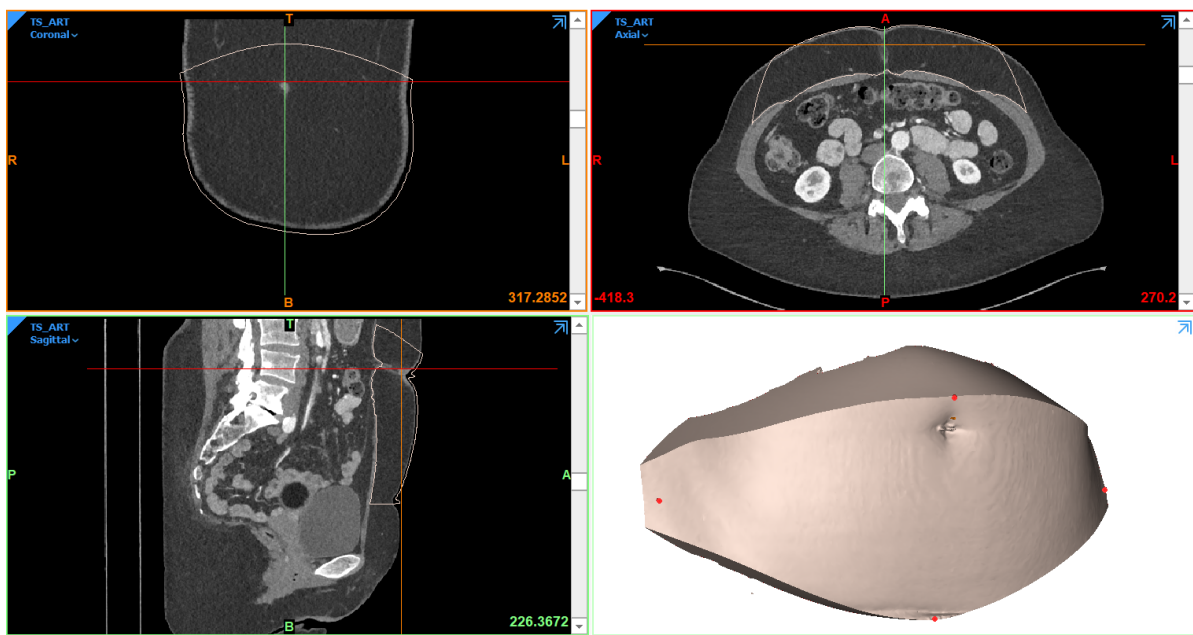 TS_ART
Coronal
T
R
L
B
317.2852
TS_ART
Axial
A
R
L
P
-418.3
270.2
TS_ART
Sagittal
T
P
A
B
226.3672